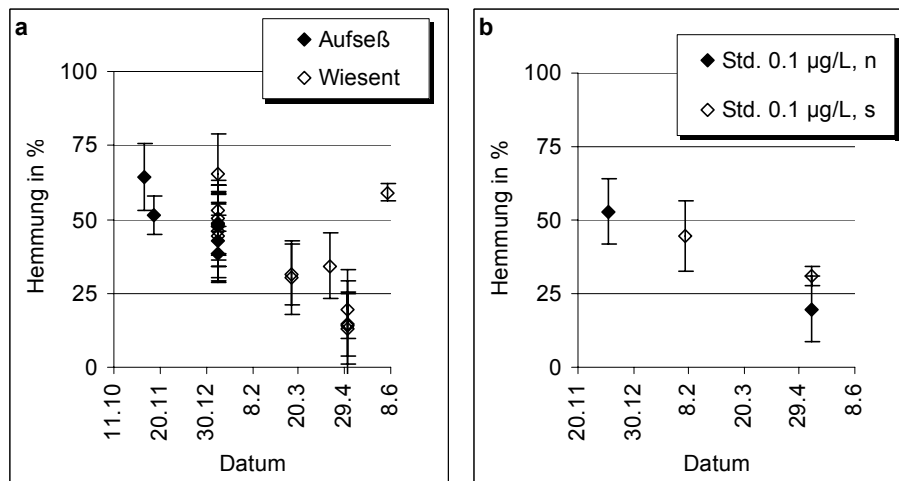 a
Aufseß
Wiesent
100
75
50
25
0
Hemmung in %
11.10
20.11
30.12
8.2
20.3
29.4
8.6
Datum
b
Std. 0.1 µg/L, n
Std. 0.1 µg/L, s
100
75
50
25
0
Hemmung in %
20.11
30.12
8.2
20.3
29.4
8.6
Datum